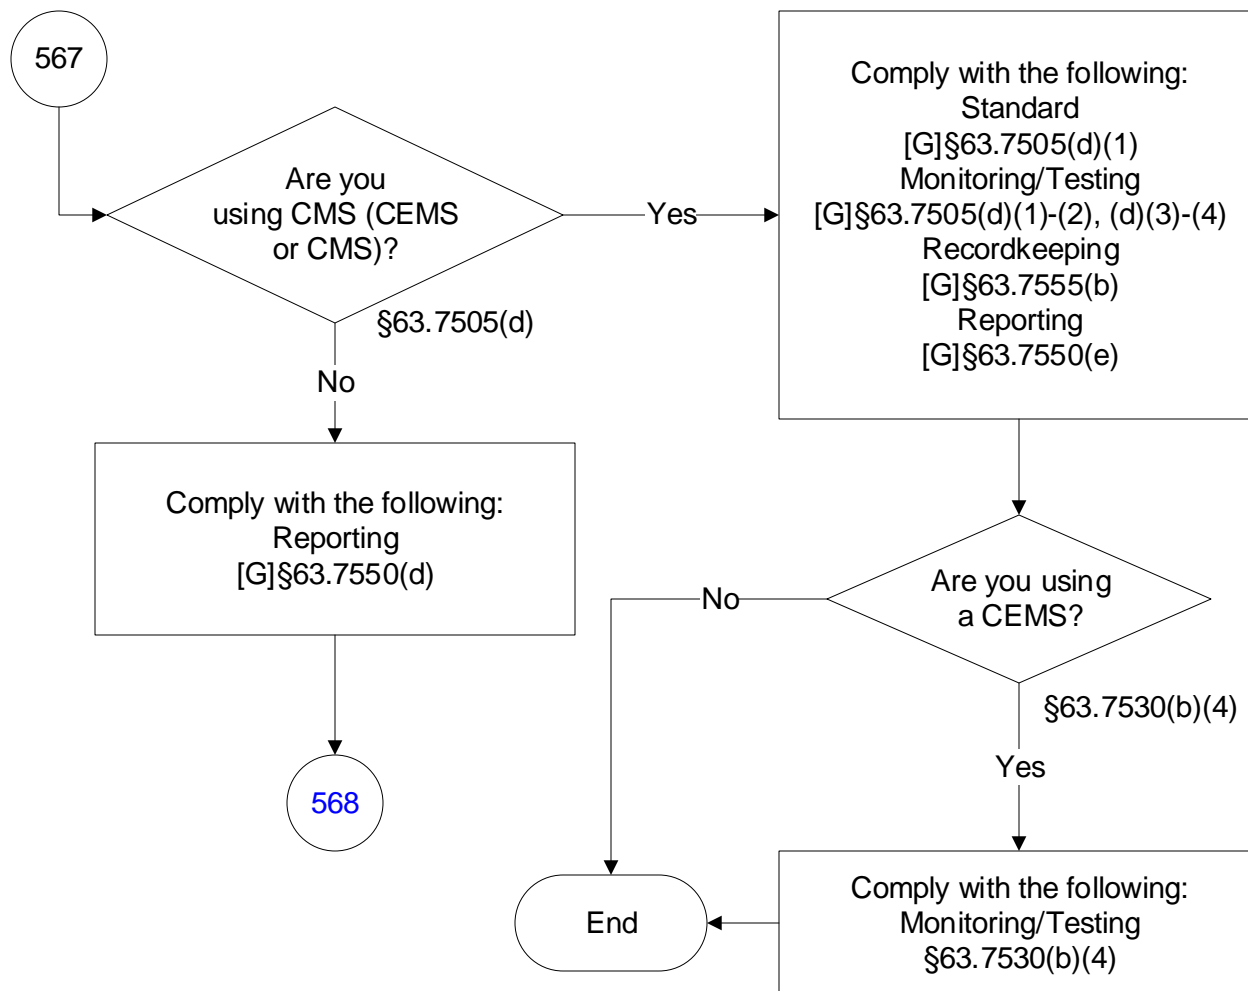 567
Are you
using CMS (CEMS
or CMS)?
§63.7505(d)
Yes
Comply with the following:
Standard
[G]§63.7505(d)(1)
Monitoring/Testing
[G]§63.7505(d)(1)-(2), (d)(3)-(4)
Recordkeeping
[G]§63.7555(b)
Reporting
[G]§63.7550(e)
No
Comply with the following:
Reporting
[G]§63.7550(d)
568
Are you using
a CEMS?
§63.7530(b)(4)
No
Yes
Comply with the following:
Monitoring/Testing
§63.7530(b)(4)
End